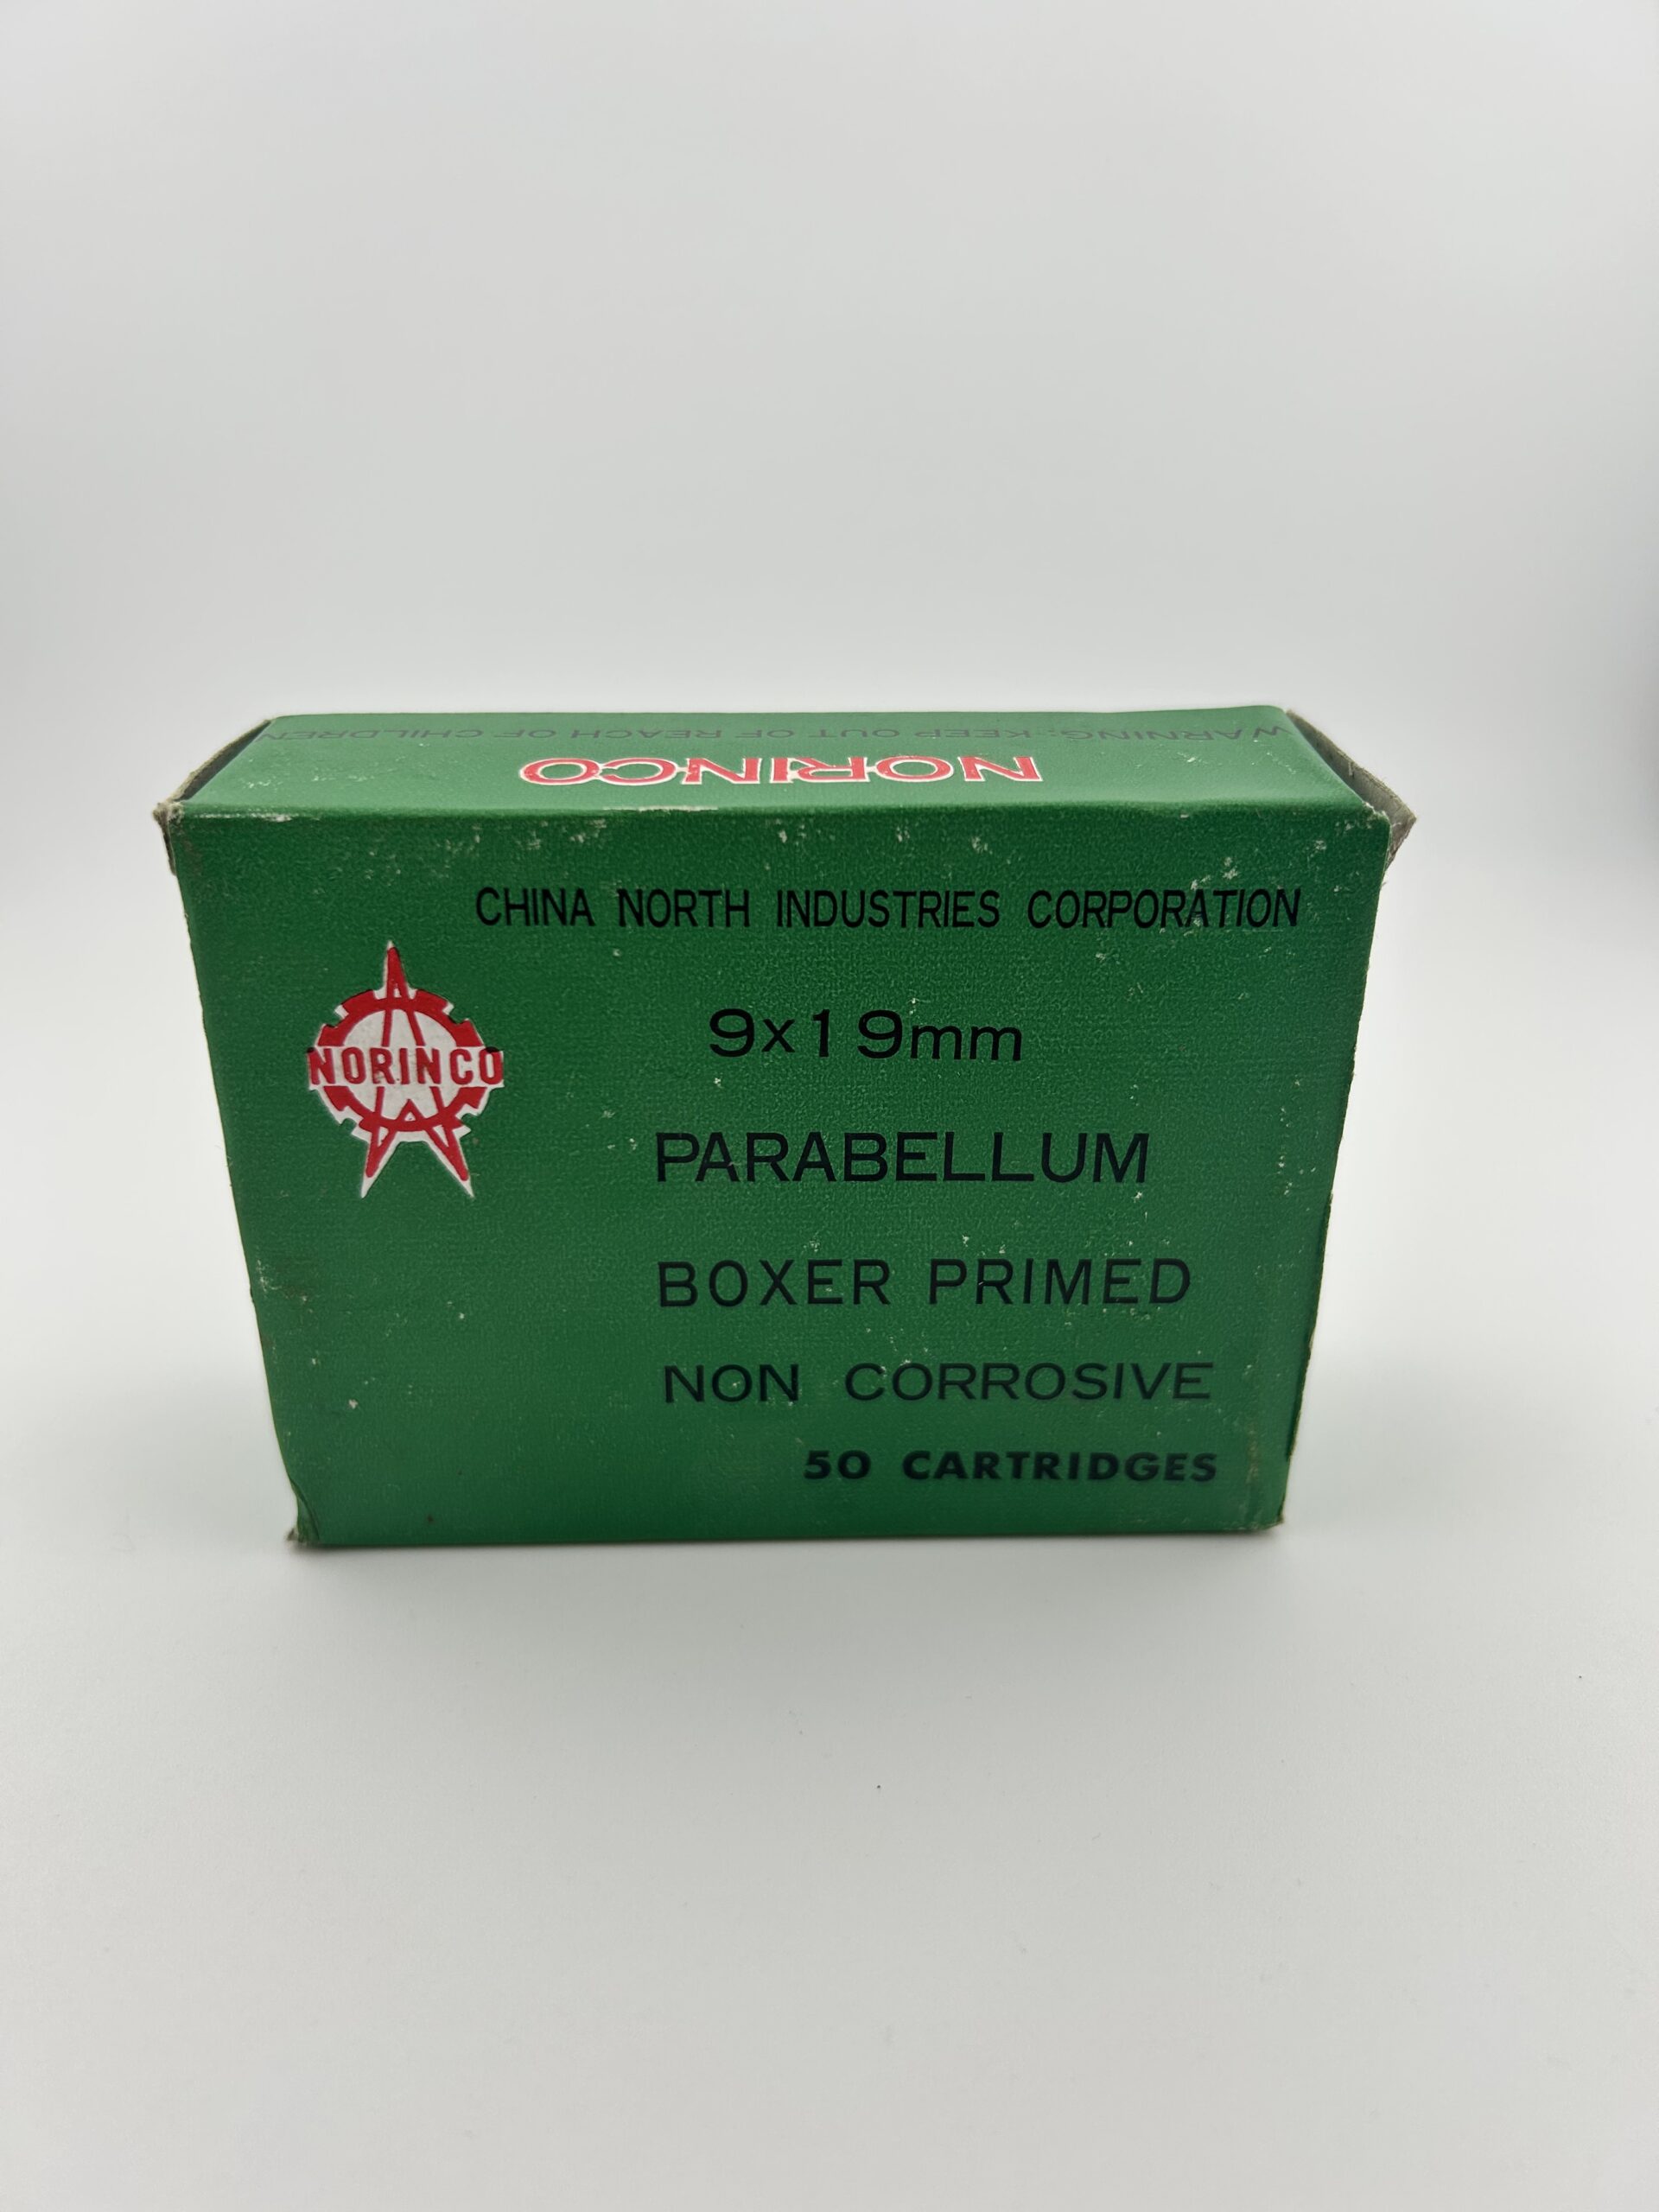 WARNING: KEEP OUT OF REACH OF CHILDREN
NORINCO
CHINA NORTH INDUSTRIES CORPORATION
NORINCO
9x19mm
PARABELLUM
BOXER PRIMED
NON CORROSIVE
50 CARTRIDGES